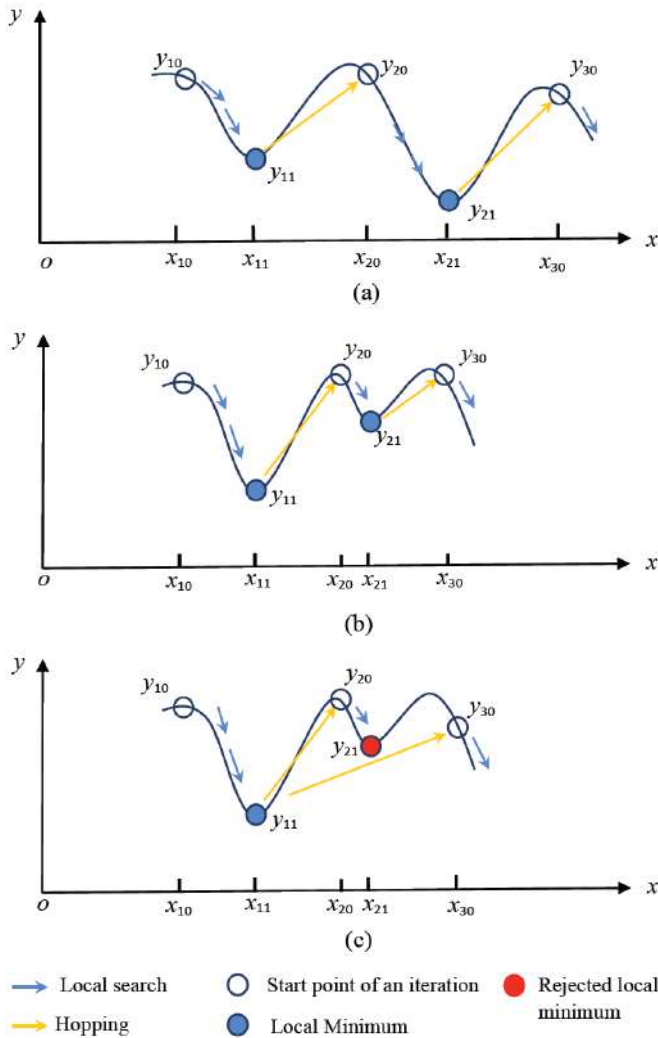 y
y₁₀
y₂₀
y₃₀
y₁₁
y₂₁
o
x₁₀
x₁₁
x₂₀
x₂₁
x₃₀
x
(a)
y
y₁₀
y₂₀
y₃₀
y₂₁
y₁₁
o
x₁₀
x₁₁
x₂₀
x₂₁
x₃₀
x
(b)
y
y₁₀
y₂₀
y₃₀
y₂₁
y₁₁
o
x₁₀
x₁₁
x₂₀
x₂₁
x₃₀
x
(c)
Local search
Start point of an iteration
Rejected local
minimum
Hopping
Local Minimum